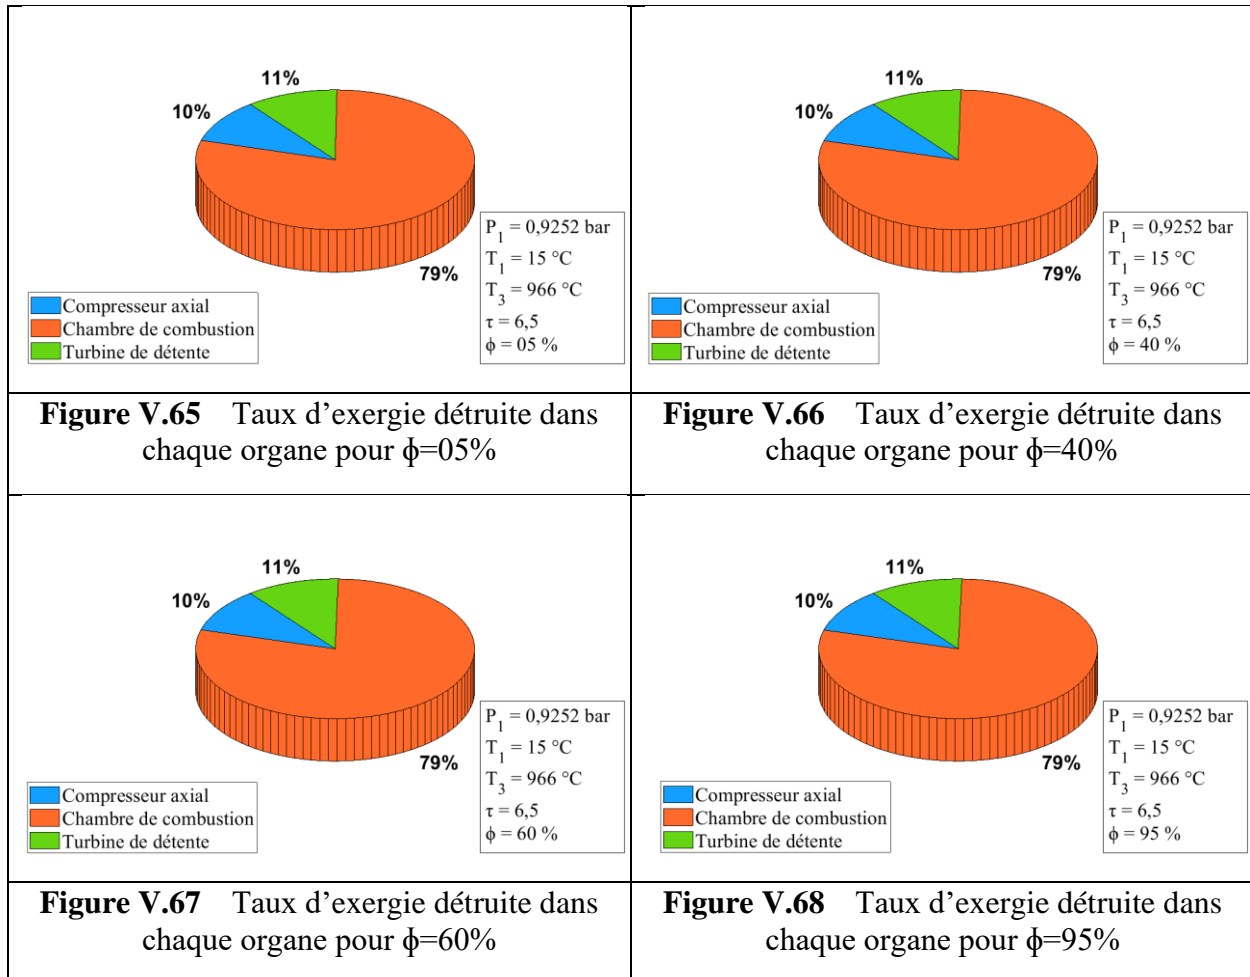 11%
10%
79%
P1 = 0,9252 bar
T1 = 15 °C
T3 = 966 °C
τ = 6,5
ϕ = 05 %
Compresseur axial
Chambre de combustion
Turbine de détente
Figure V.65 Taux d’exergie détruite dans
chaque organe pour ϕ=05%
11%
10%
79%
P1 = 0,9252 bar
T1 = 15 °C
T3 = 966 °C
τ = 6,5
ϕ = 40 %
Compresseur axial
Chambre de combustion
Turbine de détente
Figure V.66 Taux d’exergie détruite dans
chaque organe pour ϕ=40%
11%
10%
79%
P1 = 0,9252 bar
T1 = 15 °C
T3 = 966 °C
τ = 6,5
ϕ = 60 %
Compresseur axial
Chambre de combustion
Turbine de détente
Figure V.67 Taux d’exergie détruite dans
chaque organe pour ϕ=60%
11%
10%
79%
P1 = 0,9252 bar
T1 = 15 °C
T3 = 966 °C
τ = 6,5
ϕ = 95 %
Compresseur axial
Chambre de combustion
Turbine de détente
Figure V.68 Taux d’exergie détruite dans
chaque organe pour ϕ=95%